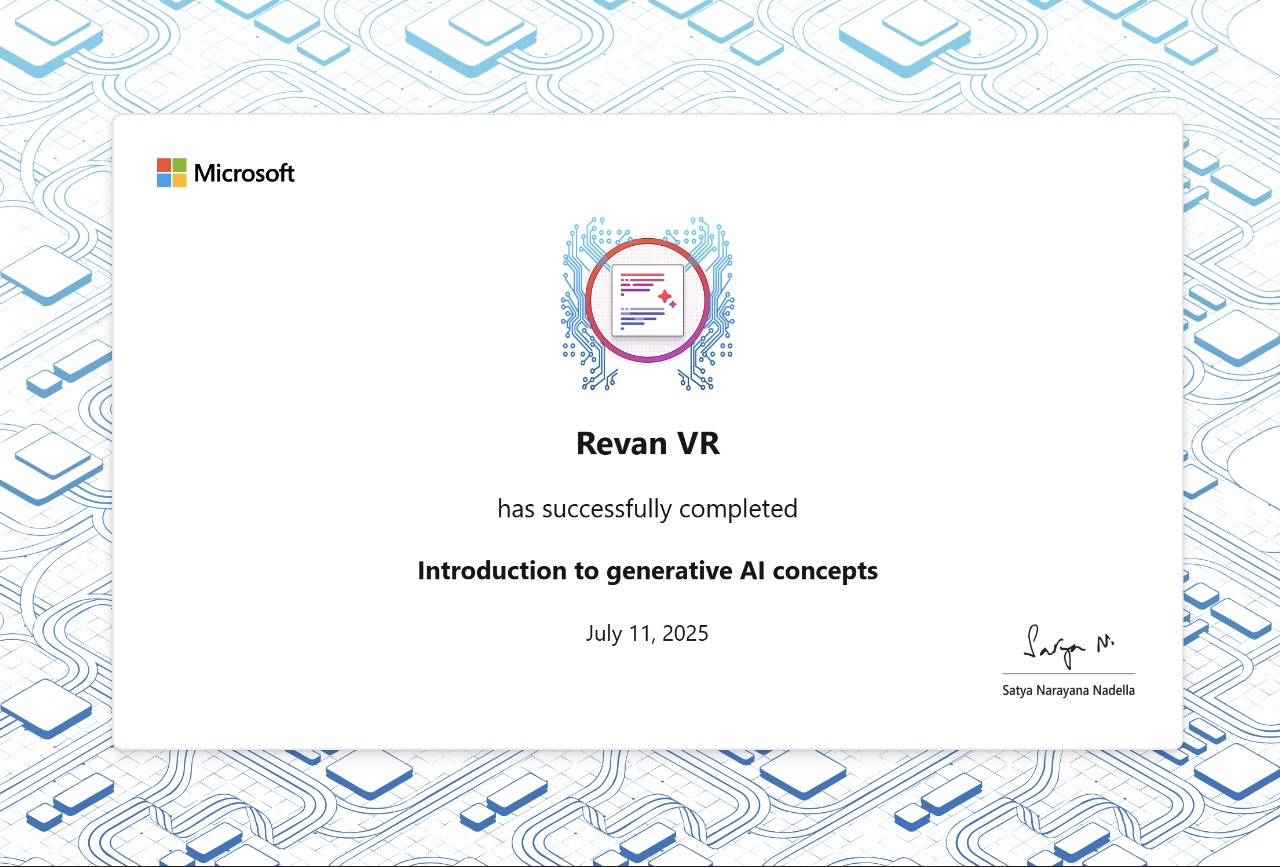 Microsoft
Revan VR
has successfully completed
Introduction to generative AI concepts
July 11, 2025
Satya N.
Satya Narayana Nadella